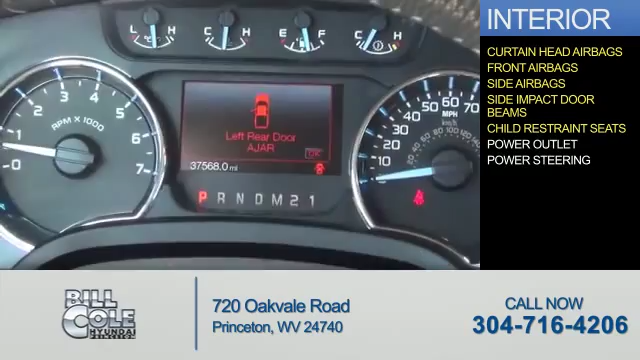 INTERIOR
CURTAIN HEAD AIRBAGS
FRONT AIRBAGS
SIDE AIRBAGS
SIDE IMPACT DOOR
BEAMS
CHILD RESTRAINT SEATS
POWER OUTLET
POWER STEERING
L H
C H
E F
C H
0 1 2 3 4 5 6 7
RPM X 1000
Left Rear Door
AJAR
OK
37568.0 mi
P R N D M 2 1
10 30 50 60 70
MPH
km/h
BILL
COLE
HYUNDAI
PRINCETON
720 Oakvale Road
Princeton, WV 24740
CALL NOW
304-716-4206